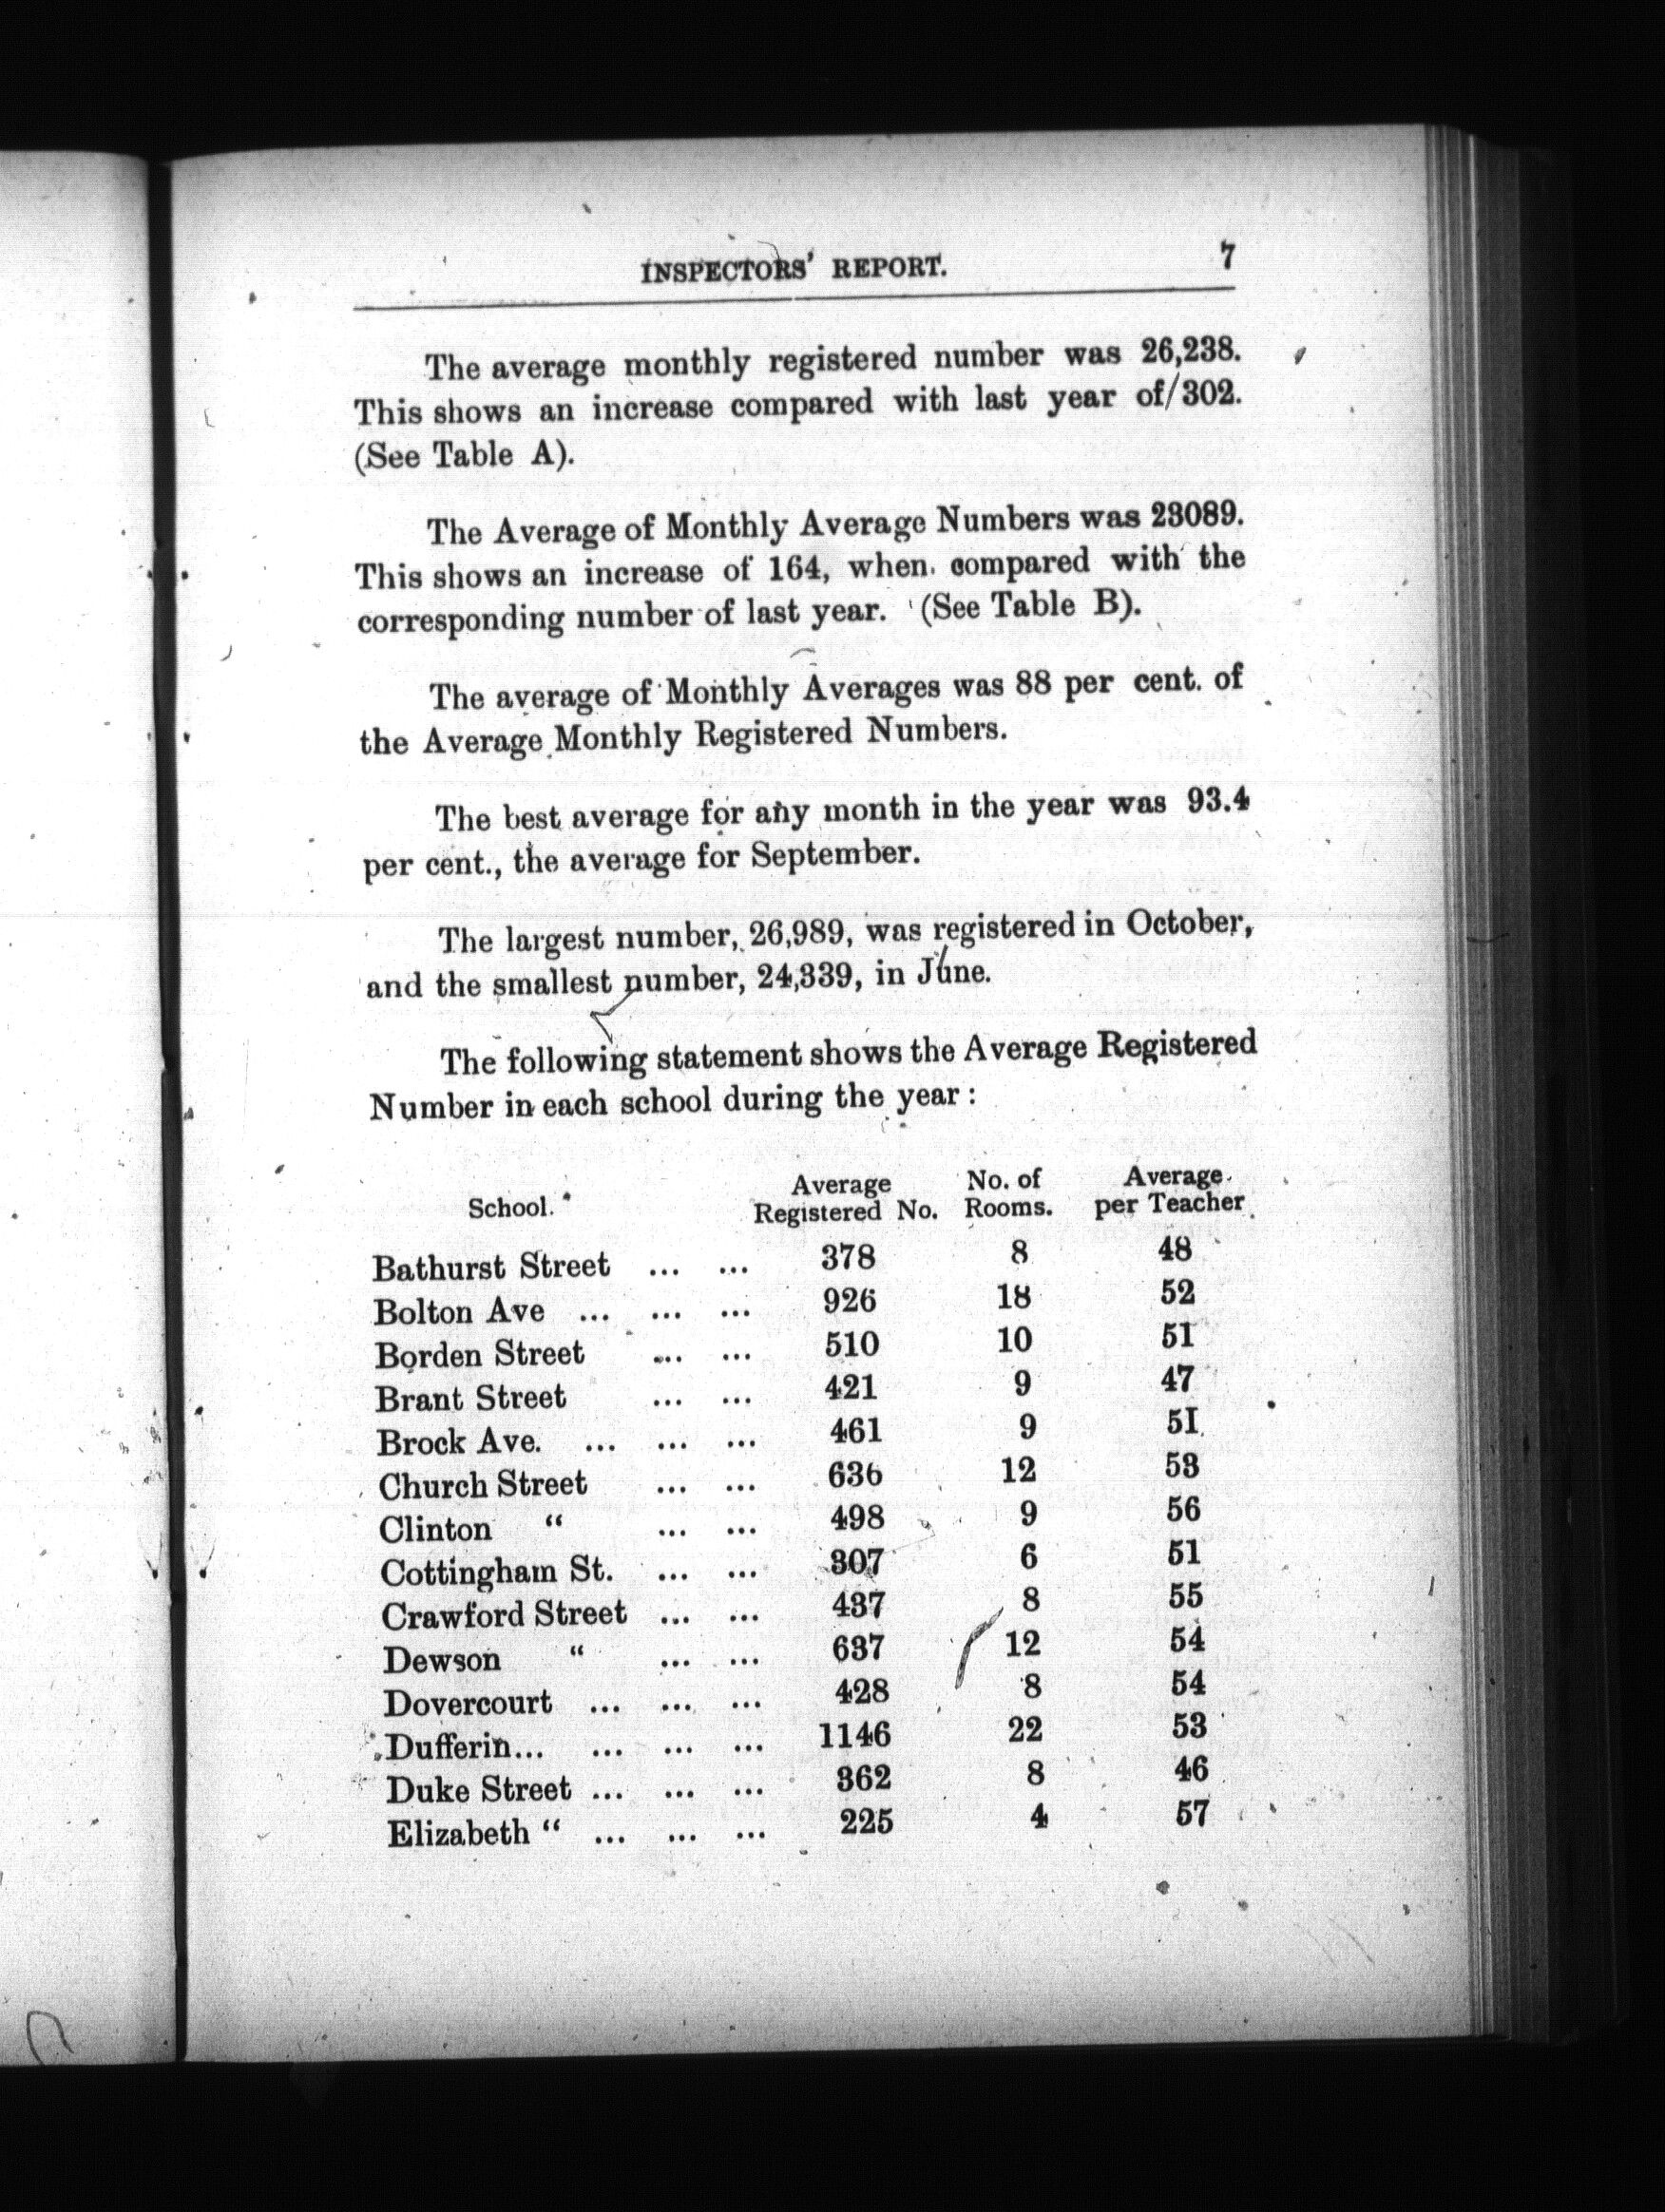 INSPECTORS' REPORT. 7
The average monthly registered number was 26,238.
This shows an increase compared with last year of 302.
(See Table A).
The Average of Monthly Average Numbers was 23089.
This shows an increase of 164, when compared with the
corresponding number of last year. (See Table B).
The average of Monthly Averages was 88 per cent. of
the Average Monthly Registered Numbers.
The best average for any month in the year was 93.4
per cent., the average for September.
The largest number, 26,989, was registered in October,
and the smallest number, 24,339, in June.
The following statement shows the Average Registered
Number in each school during the year :
School. Average Registered No. No. of Rooms. Average per Teacher
Bathurst Street ... ... 378 8 48
Bolton Ave ... ... ... 926 18 52
Borden Street ... ... 510 10 51
Brant Street ... ... 421 9 47
Brock Ave. ... ... ... 461 9 51
Church Street ... ... 636 12 53
Clinton " ... ... 498 9 56
Cottingham St. ... ... 307 6 51
Crawford Street ... ... 437 8 55
Dewson " ... ... 637 12 54
Dovercourt ... ... ... 428 8 54
Dufferin... ... ... ... 1146 22 53
Duke Street ... ... ... 362 8 46
Elizabeth " ... ... ... 225 4 57